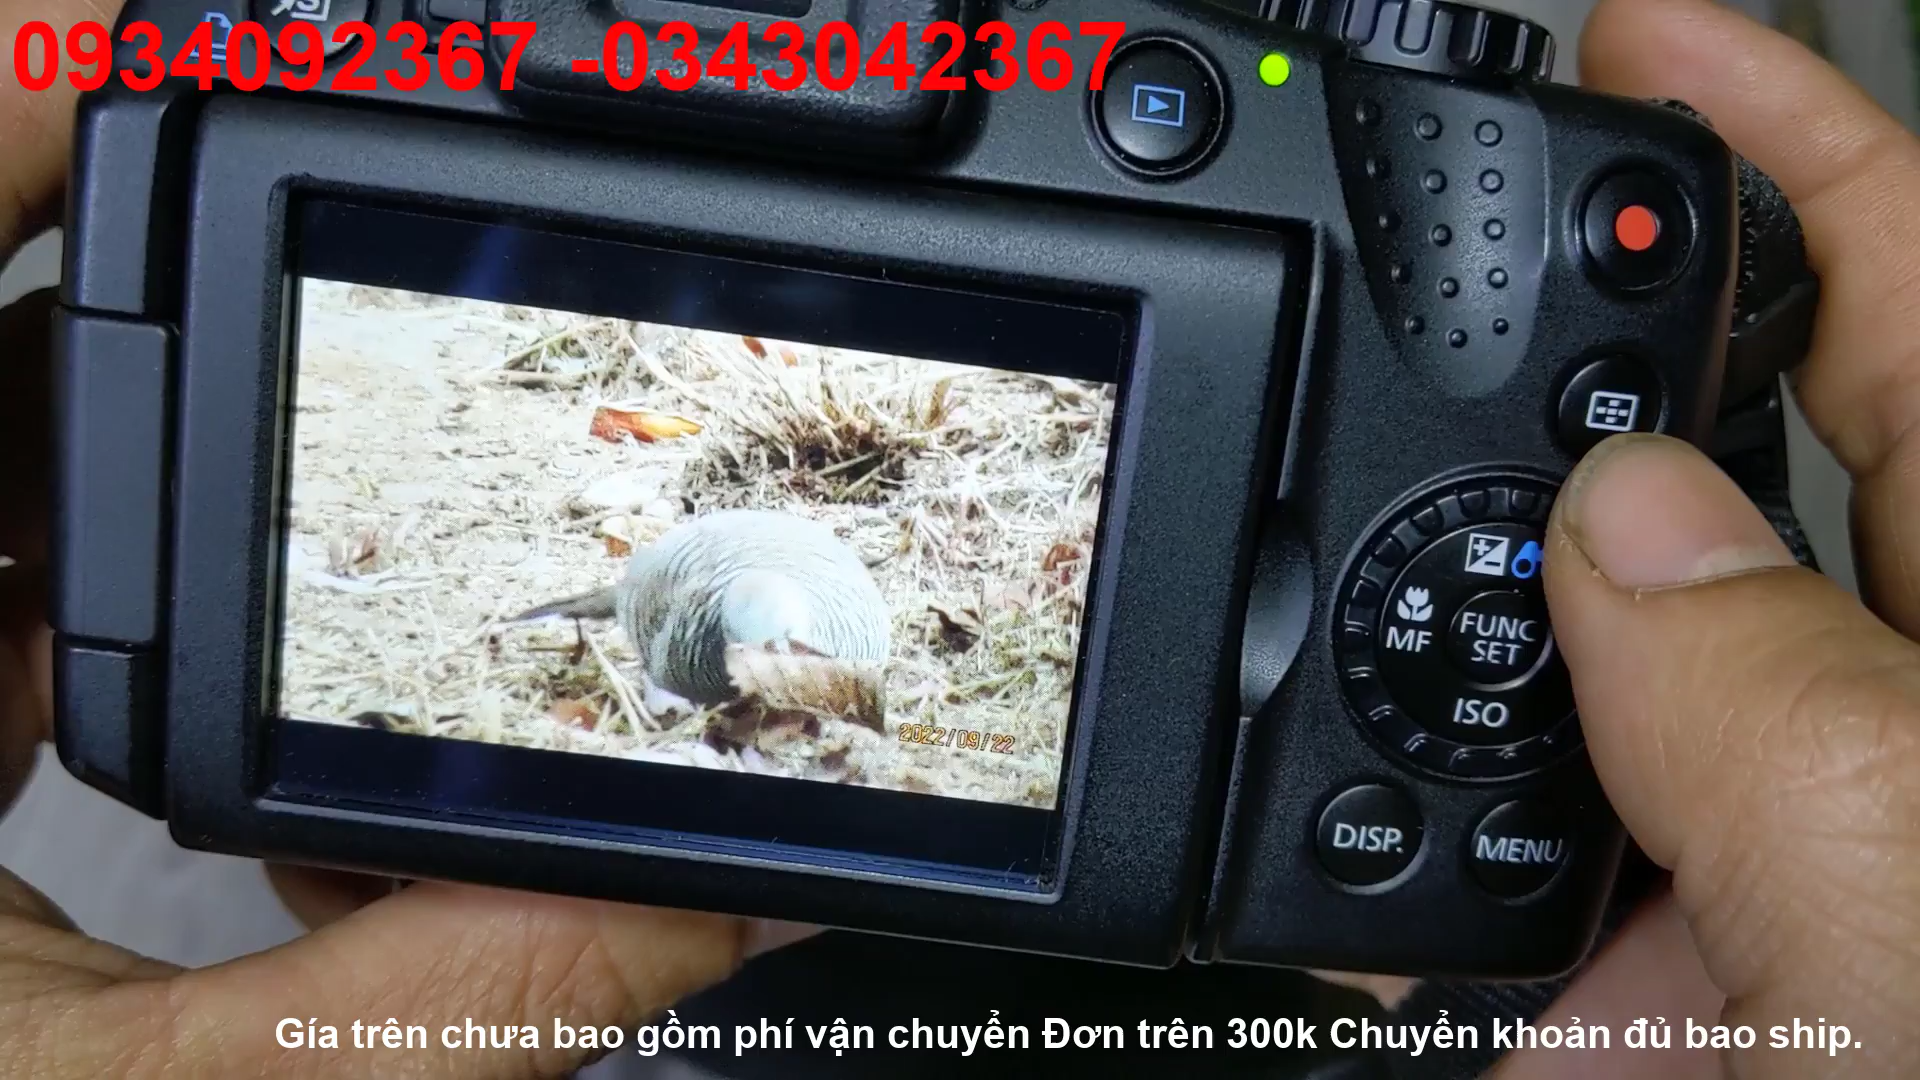 0934092367 -0343042367
S
MF
FUNC
SET
ISO
2022/09/22
DISP.
MENU
Gía trên chưa bao gồm phí vận chuyển Đơn trên 300k Chuyển khoản đủ bao ship.